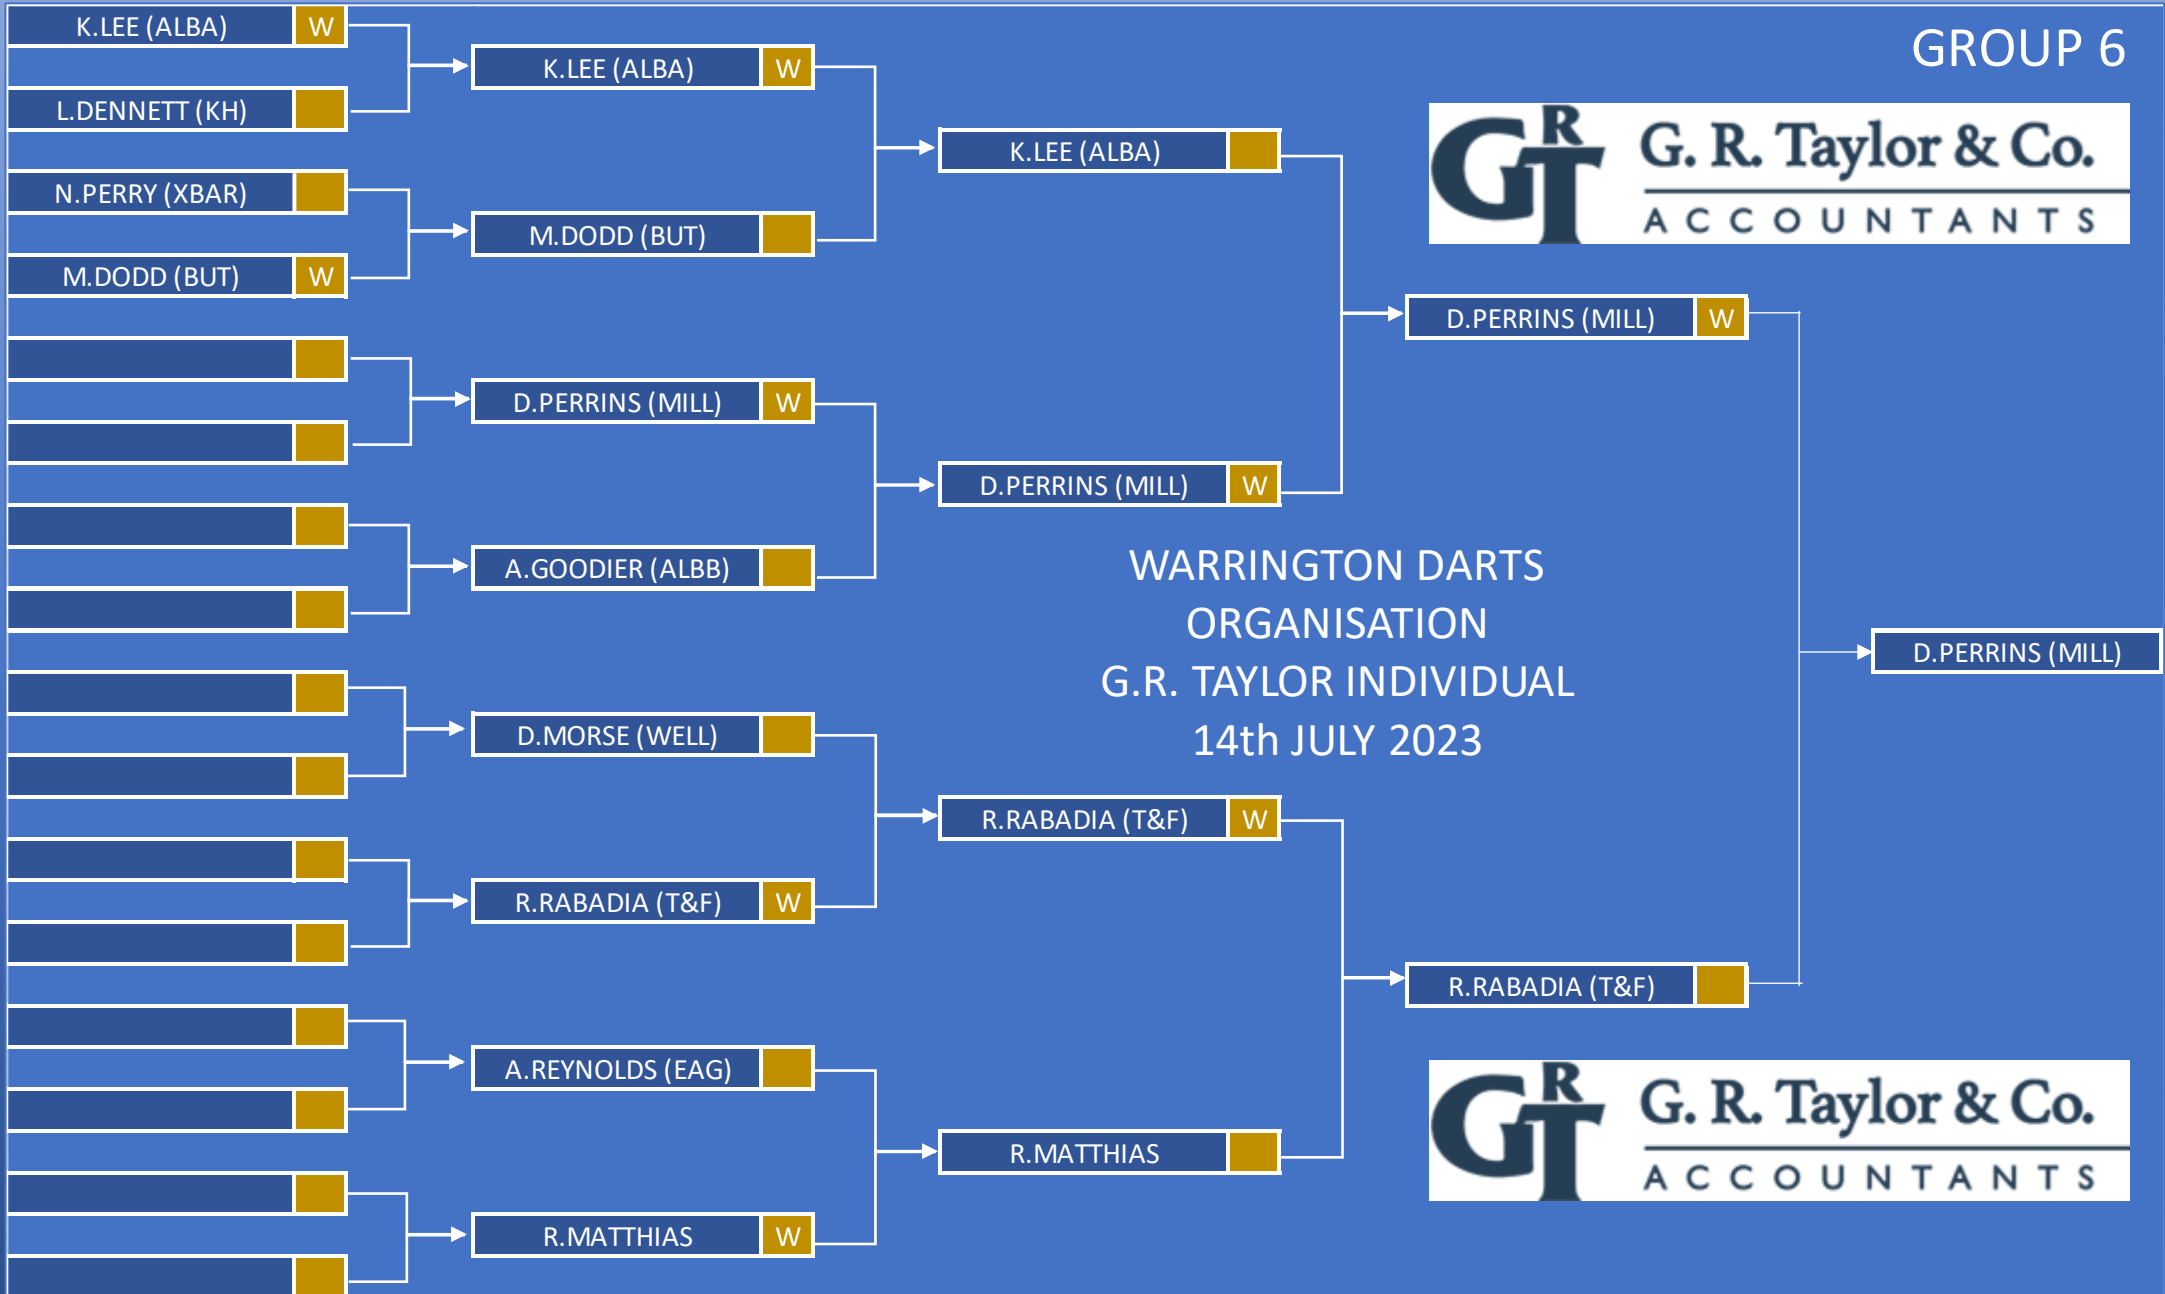 GROUP 6
K.LEE (ALBA) W
L.DENNETT (KH)
N.PERRY (XBAR)
M.DODD (BUT) W
K.LEE (ALBA) W
M.DODD (BUT)
D.PERRINS (MILL) W
A.GOODIER (ALBB)
D.MORSE (WELL)
R.RABADIA (T&F) W
A.REYNOLDS (EAG)
R.MATTHIAS W
K.LEE (ALBA)
D.PERRINS (MILL) W
R.RABADIA (T&F) W
R.MATTHIAS
D.PERRINS (MILL) W
R.RABADIA (T&F)
D.PERRINS (MILL)
GRT G. R. Taylor & Co.
ACCOUNTANTS
WARRINGTON DARTS
ORGANISATION
G.R. TAYLOR INDIVIDUAL
14th JULY 2023
GRT G. R. Taylor & Co.
ACCOUNTANTS